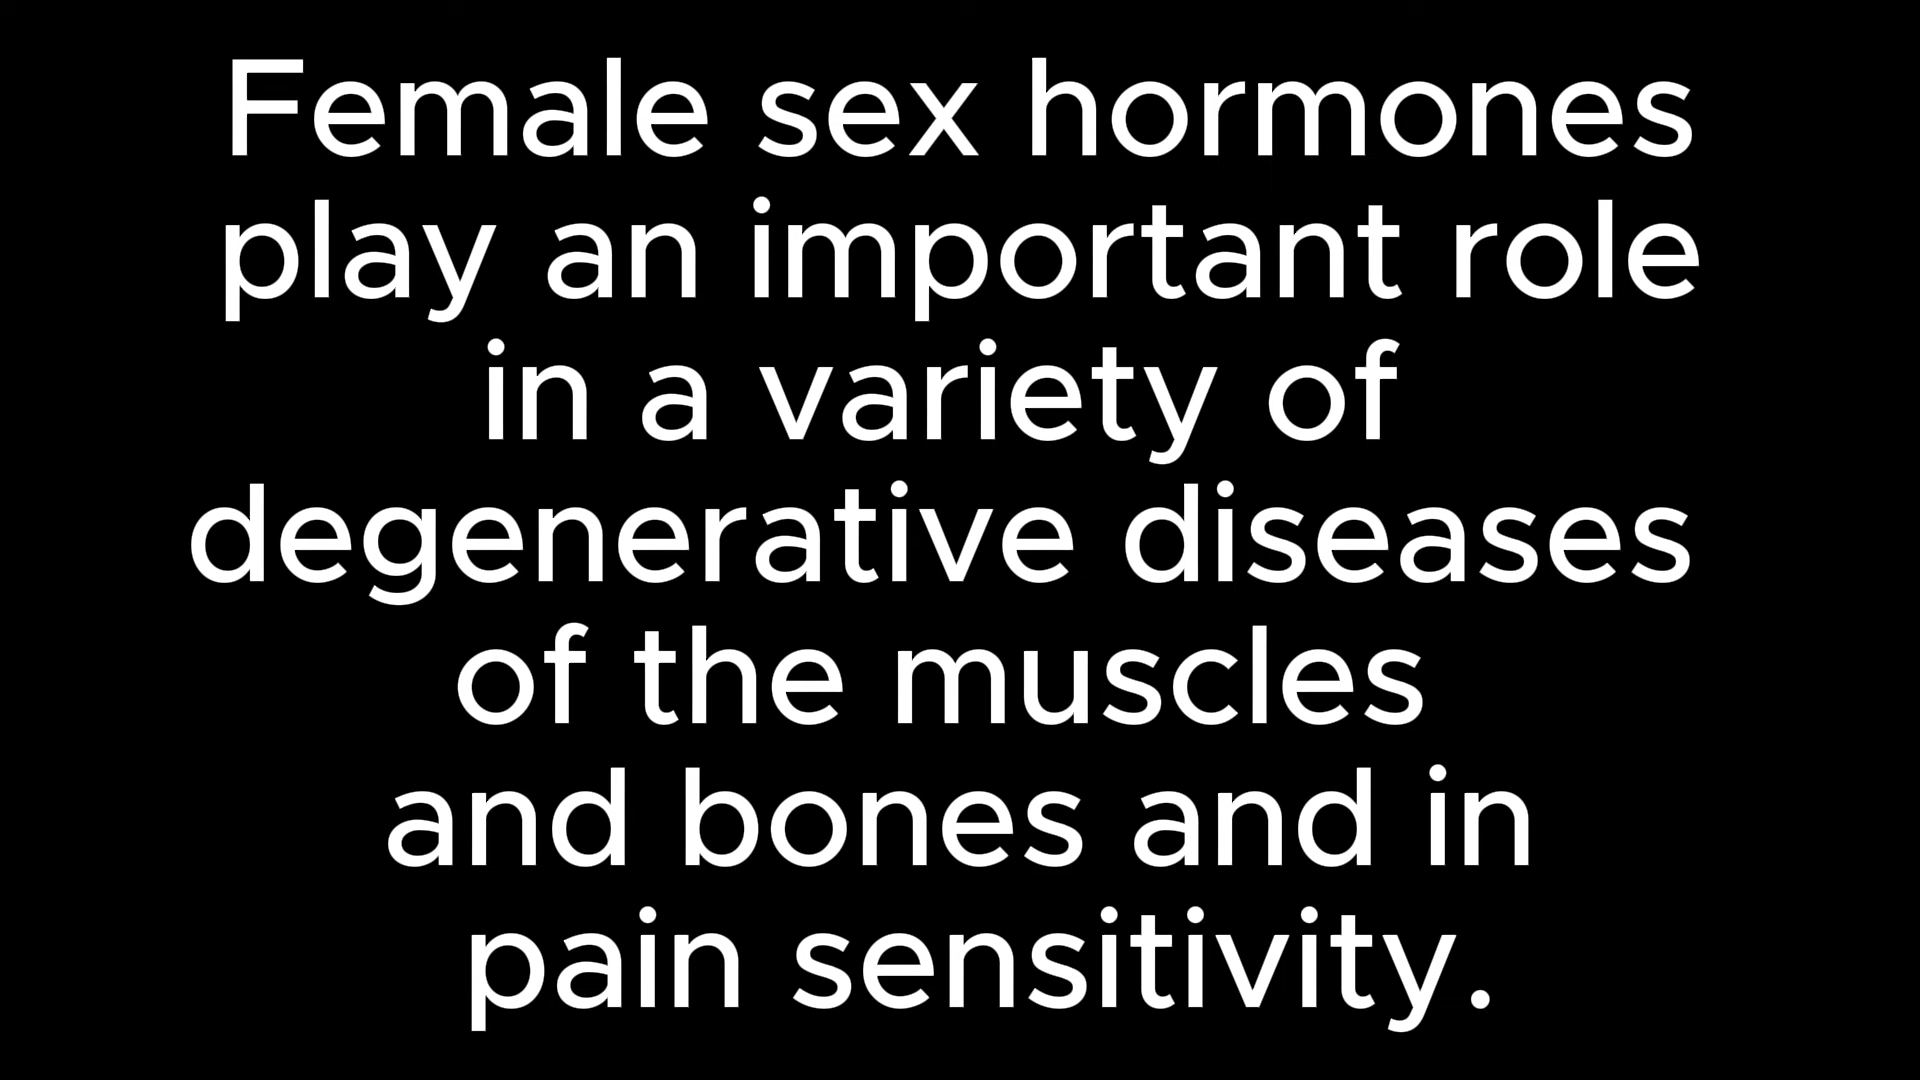 Female sex hormones
play an important role
in a variety of
degenerative diseases
of the muscles
and bones and in
pain sensitivity.